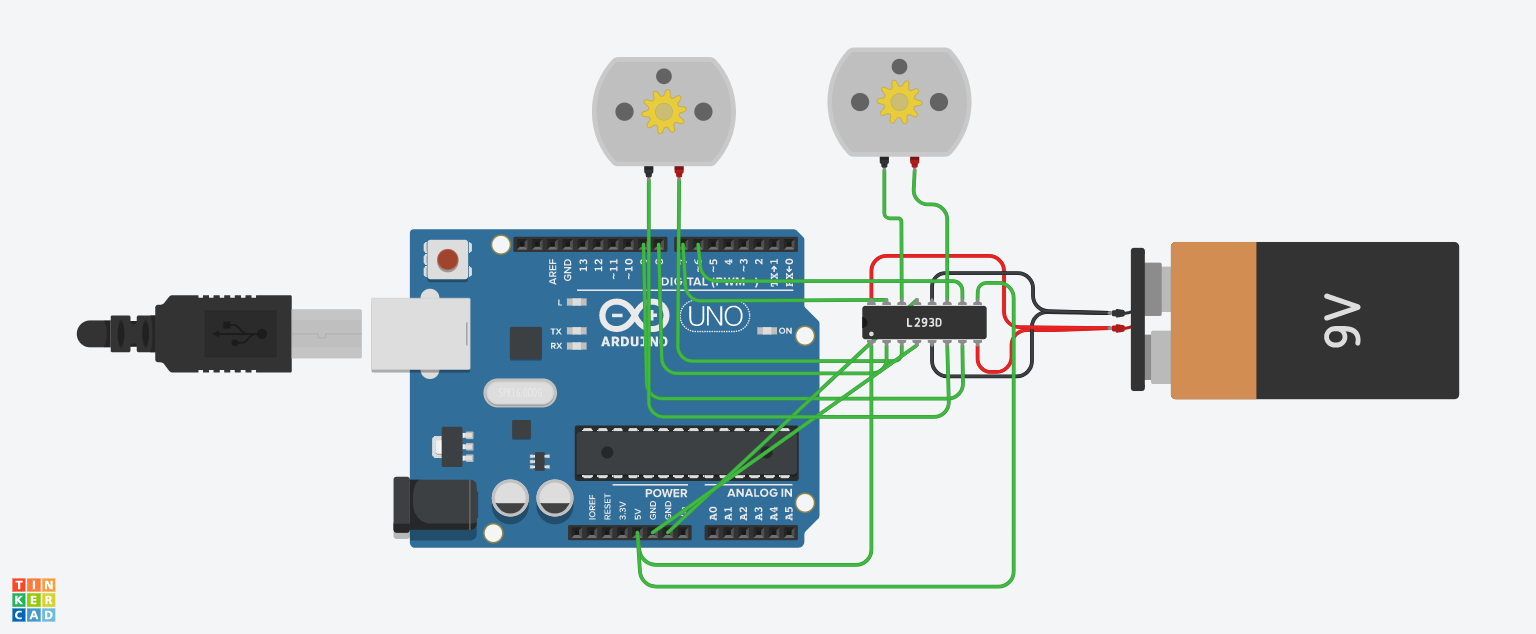 AREF
GND
13
12
~11
~10
9
8
7
~6
~5
4
~3
2
TX→1
RX←0
DIGITAL (PWM~)
L
TX
RX
ARDUINO
UNO
ON
L293D
9V
POWER
ANALOG IN
IOREF
RESET
3.3V
5V
GND
GND
A0
A1
A2
A3
A4
A5
TIN
KER
CAD